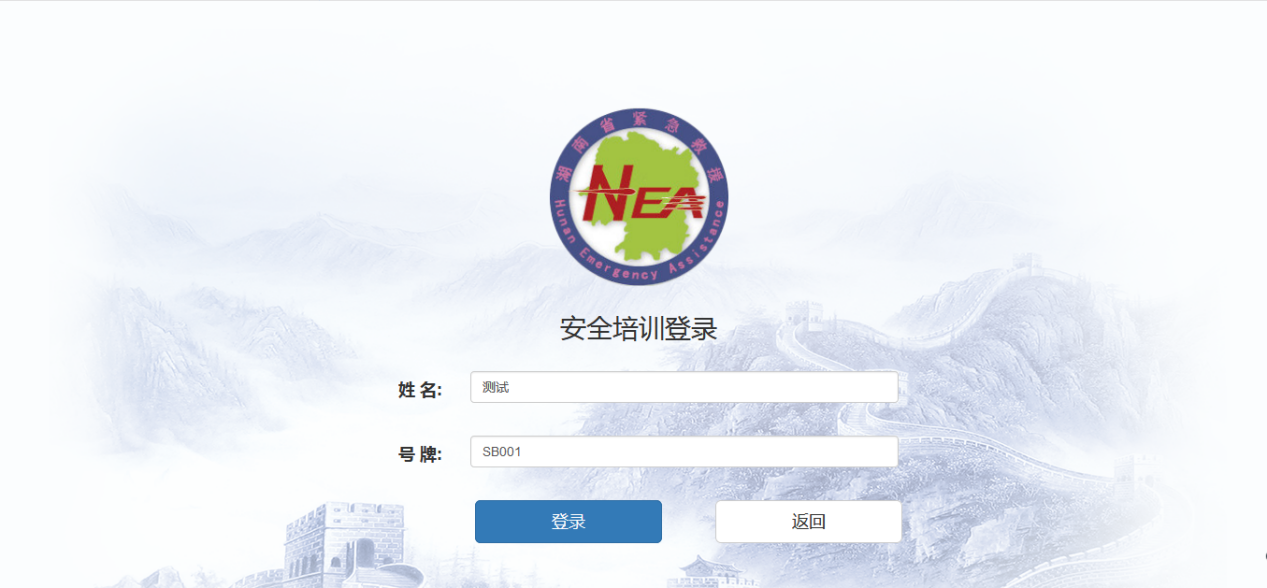 湖南省紧急救援
NEA
Hunan Emergency Assistance
安全培训登录
姓 名:
测试
号 牌:
SB001
登录
返回